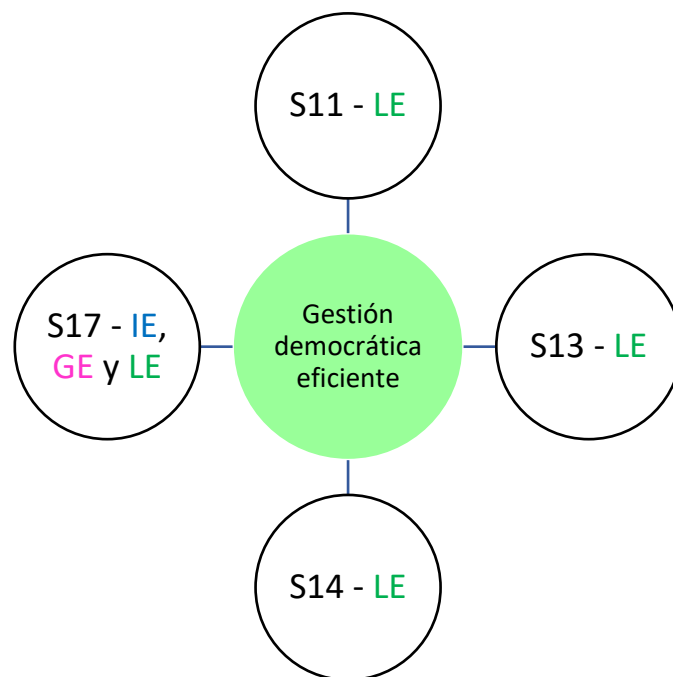 S11 - LE
S17 - IE,
GE y LE
Gestión
democrática
eficiente
S13 - LE
S14 - LE